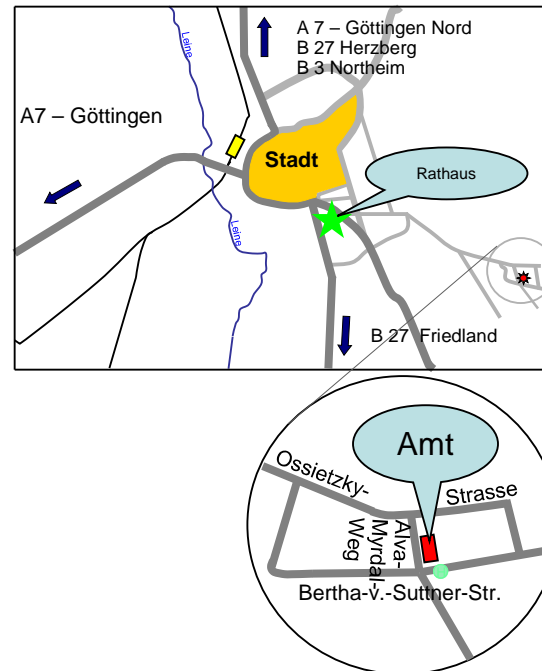 A 7 – Göttingen Nord
B 27 Herzberg
B 3 Northeim
Leine
A7 – Göttingen
Stadt
Rathaus
Leine
B 27 Friedland
Amt
Ossietzky-
Strasse
Alva-
Myrdal-
Weg
Bertha-v.-Suttner-Str.